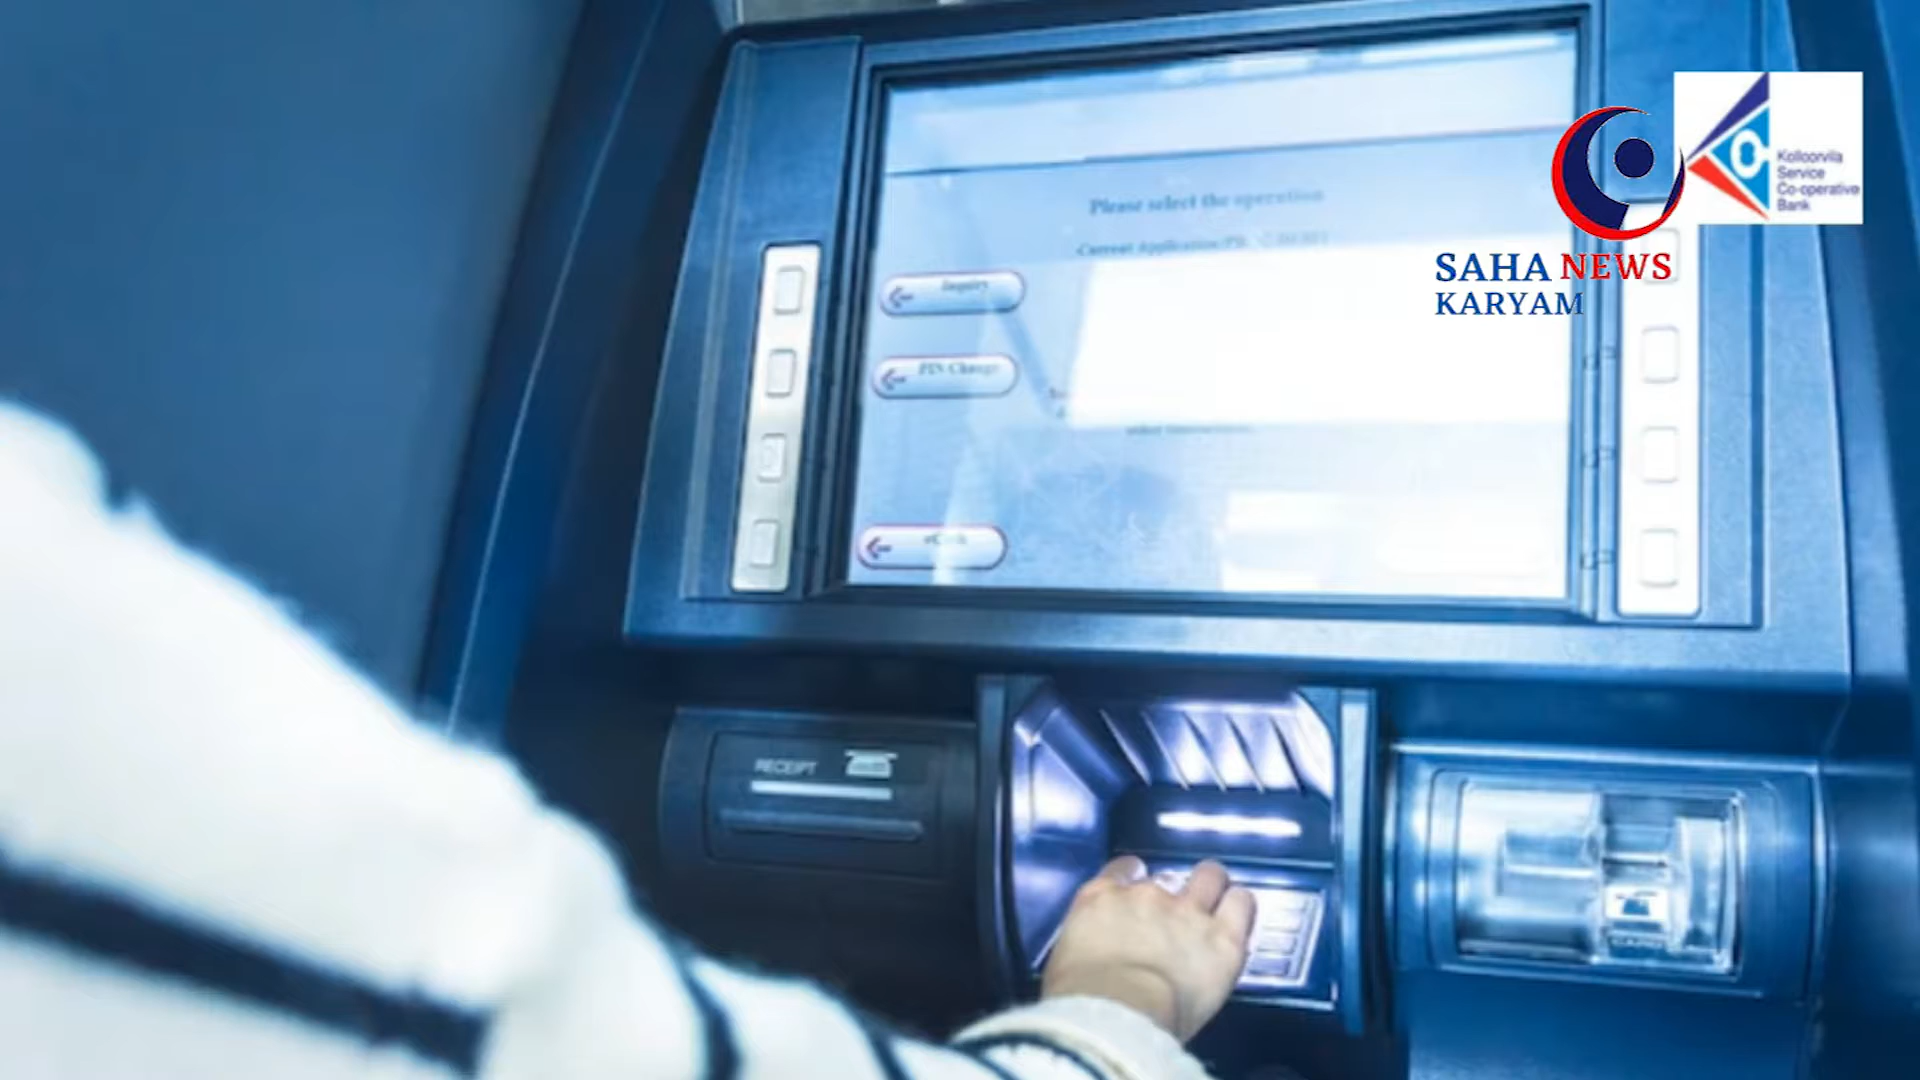 Please select the operation
Inquiry
PIN Change
RECEIPT
SAHA NEWS
KARYAM
Kolloorvila
Service
Co-operative
Bank